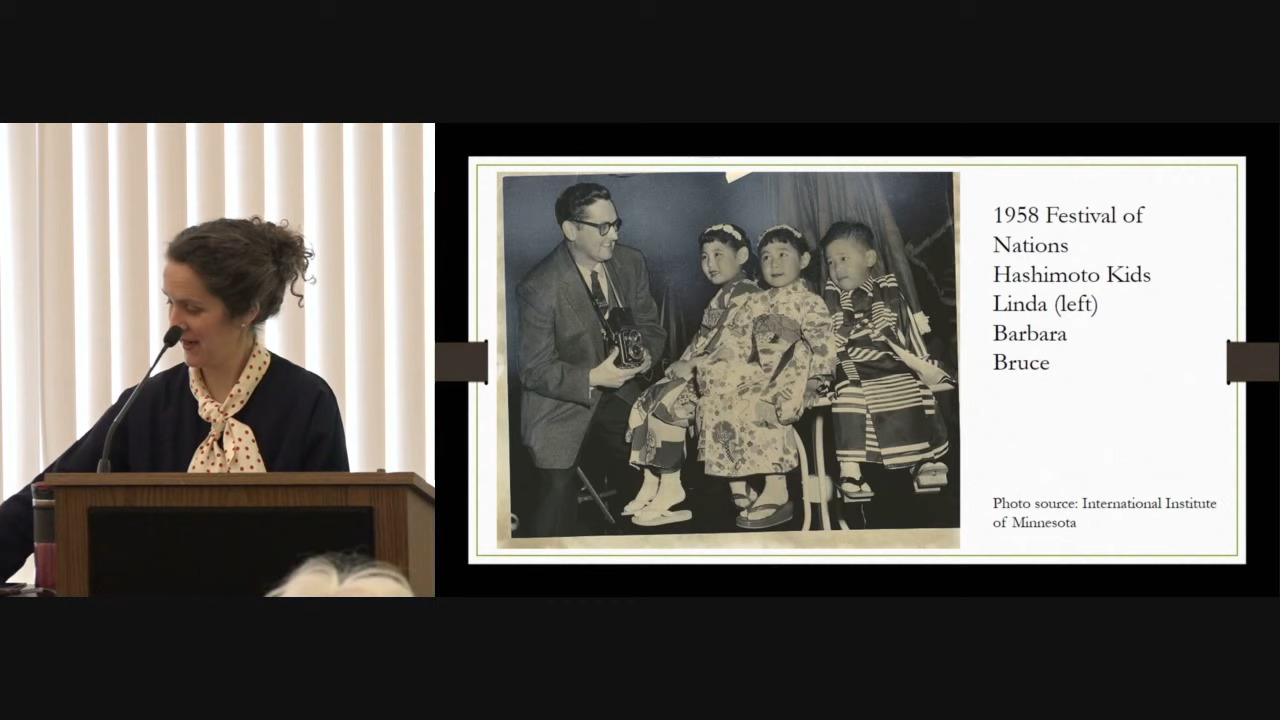 1958 Festival of
Nations
Hashimoto Kids
Linda (left)
Barbara
Bruce
Photo source: International Institute
of Minnesota